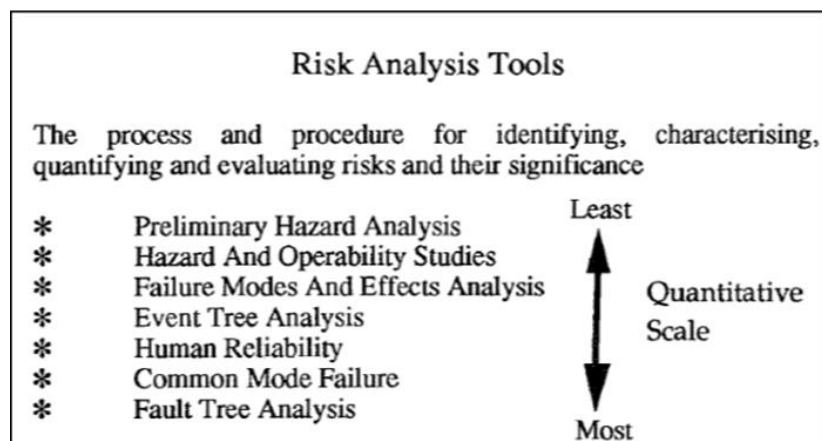 Risk Analysis Tools
The process and procedure for identifying, characterising,
quantifying and evaluating risks and their significance
* Preliminary Hazard Analysis
* Hazard And Operability Studies
* Failure Modes And Effects Analysis
* Event Tree Analysis
* Human Reliability
* Common Mode Failure
* Fault Tree Analysis
Least
Quantitative
Scale
Most